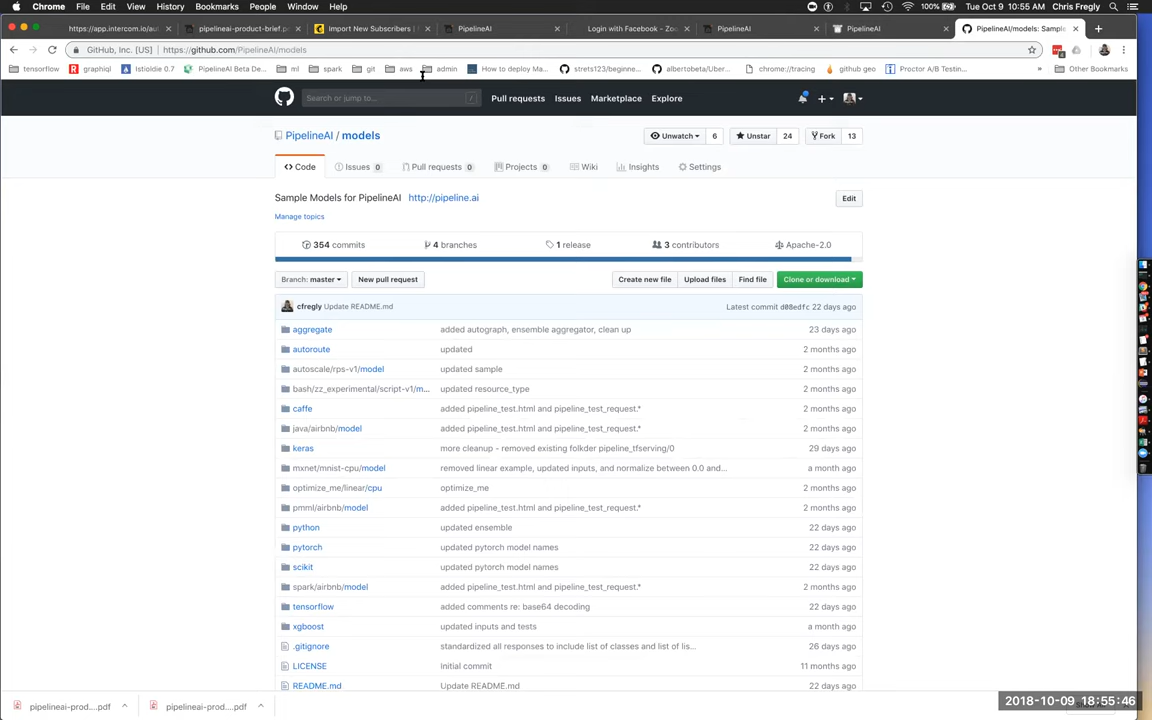 Chrome File Edit View History Bookmarks People Window Help 100% Tue Oct 9 10:55 AM Chris Fregly
https://app.intercom.io/auto pipelineai-product-brief.pdf Import New Subscribers | PipelineAI Login with Facebook - Zoo PipelineAI PipelineAI PipelineAI/models: Sample
GitHub, Inc. [US] https://github.com/PipelineAI/models
tensorflow graphiql IstioIdle 0.7 PipelineAI Beta De... ml spark git aws admin How to deploy Ma... strets123/beginne... albertobeta/Uber... chrome://tracing github geo Proctor A/B Testin... » Other Bookmarks
Search or jump to... / Pull requests Issues Marketplace Explore
PipelineAI / models Unwatch 6 Unstar 24 Fork 13
Code Issues 0 Pull requests 0 Projects 0 Wiki Insights Settings
Sample Models for PipelineAI http://pipeline.ai Edit
Manage topics
354 commits 4 branches 1 release 3 contributors Apache-2.0
Branch: master New pull request Create new file Upload files Find file Clone or download
cfregly Update README.md Latest commit d08edfc 22 days ago
aggregate added autograph, ensemble aggregator, clean up 23 days ago
autoroute updated 2 months ago
autoscale/rps-v1/model updated sample 2 months ago
bash/zz_experimental/script-v1/m... updated resource_type 2 months ago
caffe added pipeline_test.html and pipeline_test_request.* 2 months ago
java/airbnb/model added pipeline_test.html and pipeline_test_request.* 2 months ago
keras more cleanup - removed existing folkder pipeline_tfserving/0 29 days ago
mxnet/mnist-cpu/model removed linear example, updated inputs, and normalize between 0.0 and... a month ago
optimize_me/linear/cpu optimize_me 2 months ago
pmml/airbnb/model added pipeline_test.html and pipeline_test_request.* 2 months ago
python updated ensemble 22 days ago
pytorch updated pytorch model names 22 days ago
scikit updated pytorch model names 22 days ago
spark/airbnb/model added pipeline_test.html and pipeline_test_request.* 2 months ago
tensorflow added comments re: base64 decoding 22 days ago
xgboost updated inputs and tests a month ago
.gitignore standardized all responses to include list of classes and list of lis... 26 days ago
LICENSE Initial commit 11 months ago
README.md Update README.md 22 days ago
pipelineai-prod....pdf pipelineai-prod....pdf 2018-10-09 18:55:46